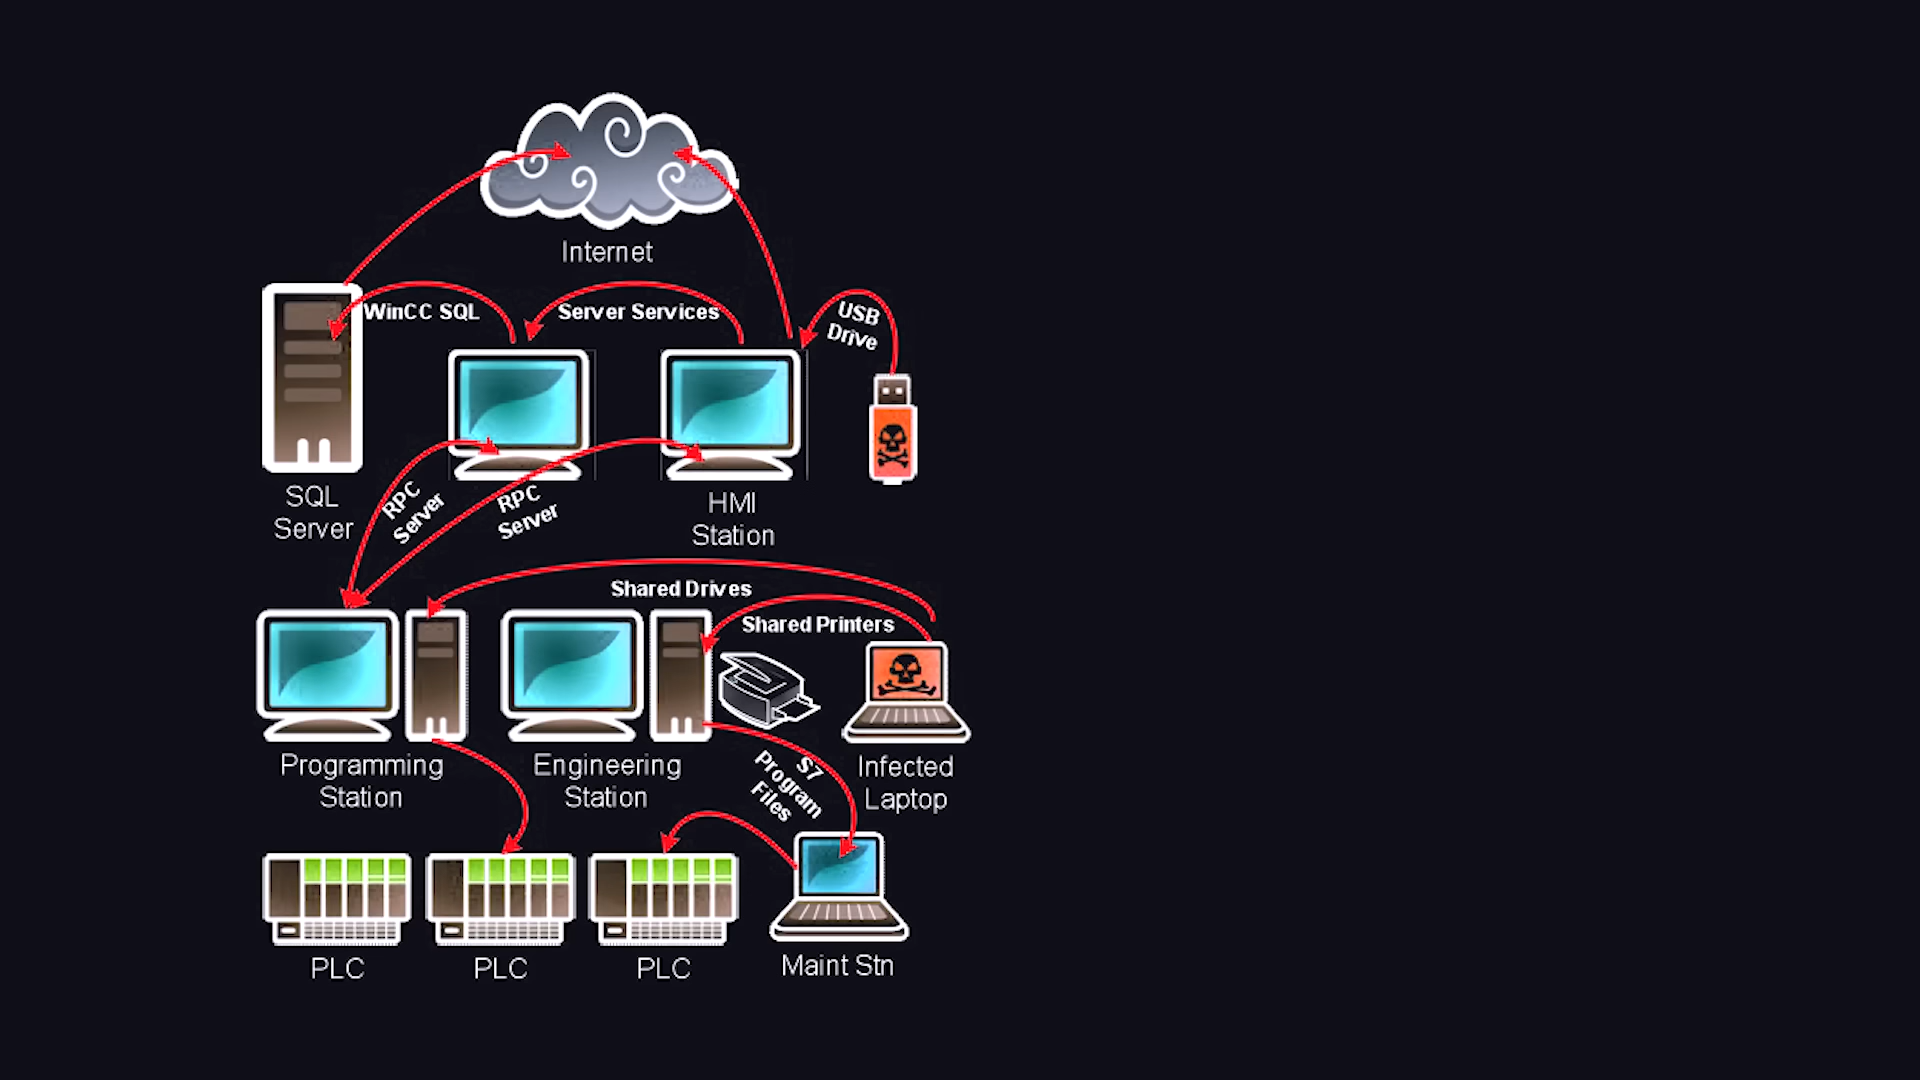 Internet
WinCC SQL
Server Services
USB
Drive
SQL
Server
RPC
Server
RPC
Server
HMI
Station
Shared Drives
Shared Printers
Programming
Station
Engineering
Station
S7
Program
Files
Infected
Laptop
PLC
PLC
PLC
Maint Stn